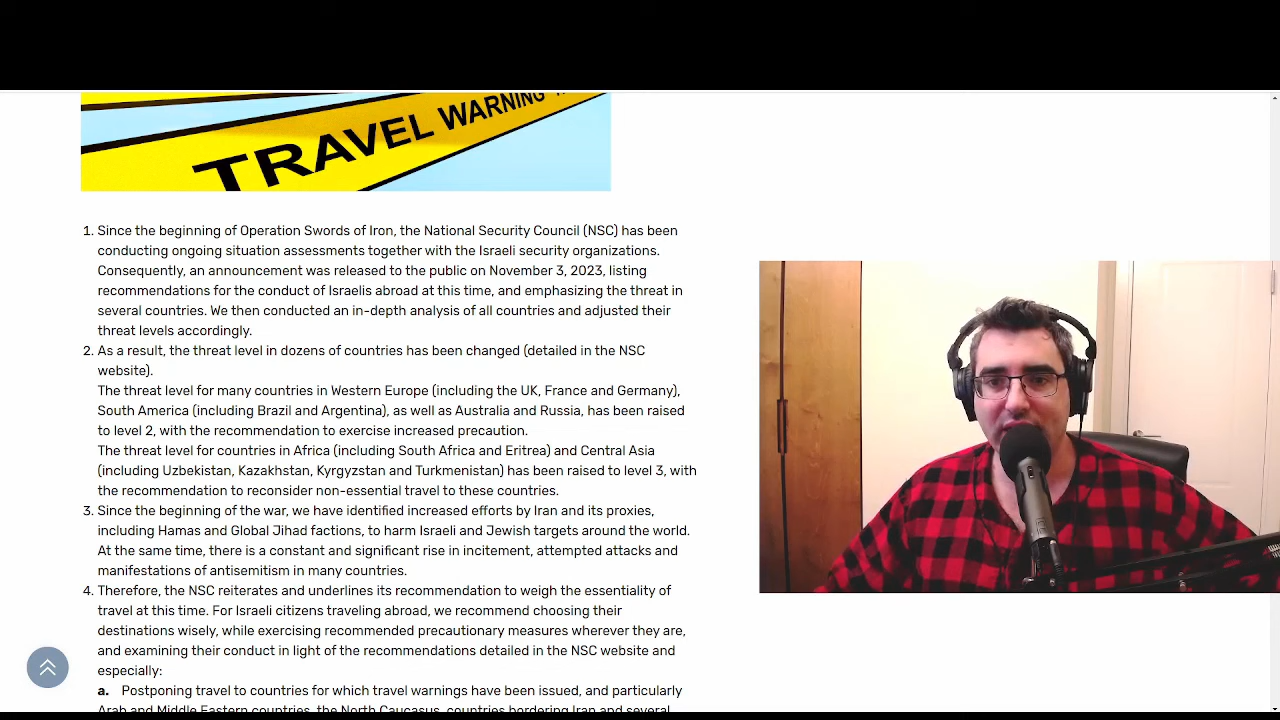 TRAVEL WARNING
1. Since the beginning of Operation Swords of Iron, the National Security Council (NSC) has been
conducting ongoing situation assessments together with the Israeli security organizations.
Consequently, an announcement was released to the public on November 3, 2023, listing
recommendations for the conduct of Israelis abroad at this time, and emphasizing the threat in
several countries. We then conducted an in-depth analysis of all countries and adjusted their
threat levels accordingly.
2. As a result, the threat level in dozens of countries has been changed (detailed in the NSC
website).
The threat level for many countries in Western Europe (including the UK, France and Germany),
South America (including Brazil and Argentina), as well as Australia and Russia, has been raised
to level 2, with the recommendation to exercise increased precaution.
The threat level for countries in Africa (including South Africa and Eritrea) and Central Asia
(including Uzbekistan, Kazakhstan, Kyrgyzstan and Turkmenistan) has been raised to level 3, with
the recommendation to reconsider non-essential travel to these countries.
3. Since the beginning of the war, we have identified increased efforts by Iran and its proxies,
including Hamas and Global Jihad factions, to harm Israeli and Jewish targets around the world.
At the same time, there is a constant and significant rise in incitement, attempted attacks and
manifestations of antisemitism in many countries.
4. Therefore, the NSC reiterates and underlines its recommendation to weigh the essentiality of
travel at this time. For Israeli citizens traveling abroad, we recommend choosing their
destinations wisely, while exercising recommended precautionary measures wherever they are,
and examining their conduct in light of the recommendations detailed in the NSC website and
especially:
a. Postponing travel to countries for which travel warnings have been issued, and particularly
Arab and Middle Eastern countries, the North Caucasus, countries bordering Iran and several